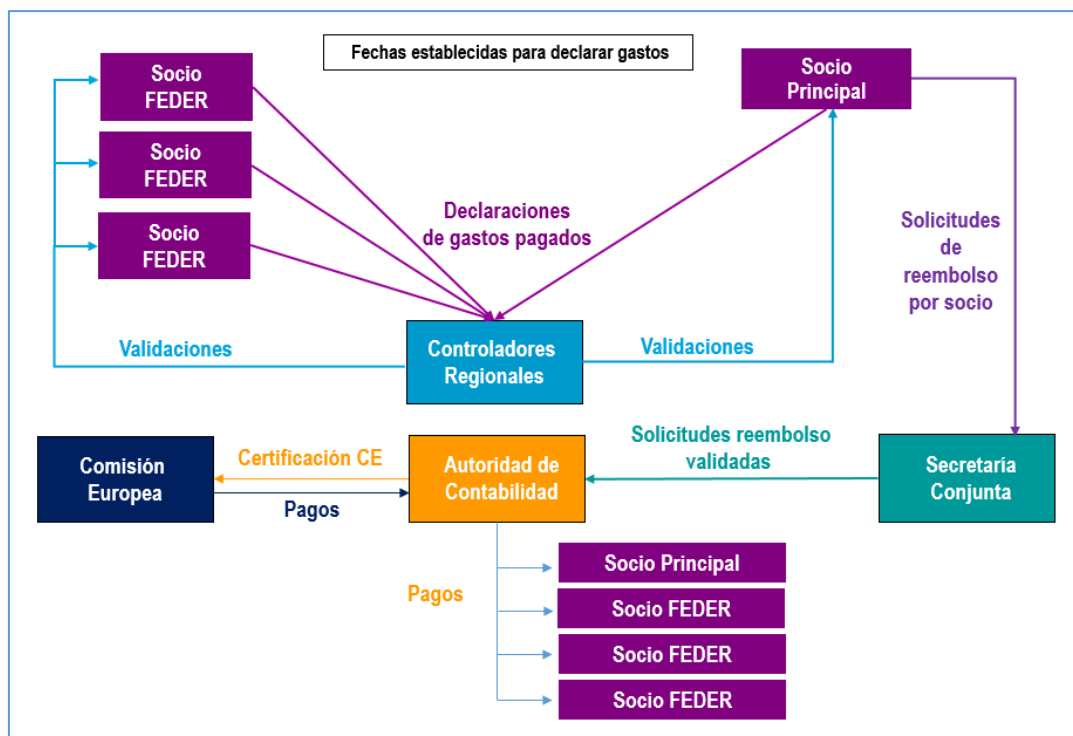 Fechas establecidas para declarar gastos
Socio
FEDER
Socio
Principal
Socio
FEDER
Socio
FEDER
Declaraciones
de gastos pagados
Solicitudes
de
reembolso
por socio
Validaciones
Controladores
Regionales
Validaciones
Comisión
Europea
Certificación CE
Pagos
Autoridad de
Contabilidad
Solicitudes reembolso
validadas
Secretaría
Conjunta
Pagos
Socio Principal
Socio FEDER
Socio FEDER
Socio FEDER